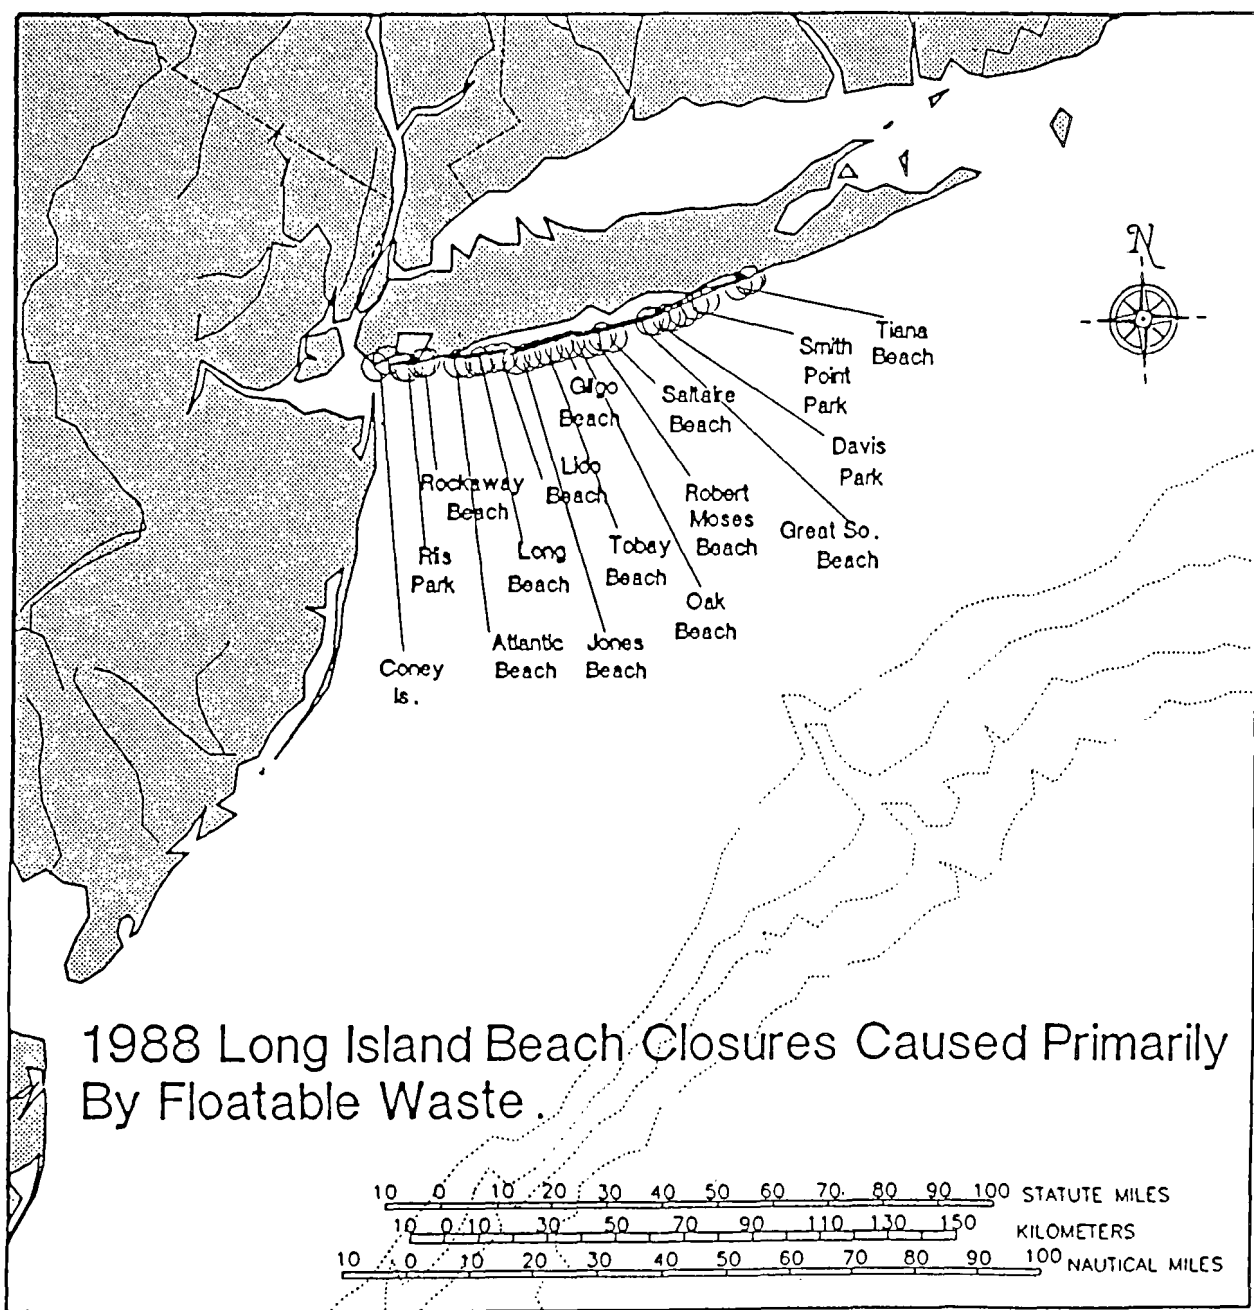 N
Tiana
Beach
Smith
Point
Park
Gilgo
Beach
Saltaire
Beach
Davis
Park
Lido
Beach
Rockaway
Beach
Robert
Moses
Beach
Great So.
Beach
Riis
Park
Long
Beach
Tobay
Beach
Oak
Beach
Atlantic
Beach
Jones
Beach
Coney
Is.
1988 Long Island Beach Closures Caused Primarily
By Floatable Waste.
10 0 10 20 30 40 50 60 70 80 90 100 STATUTE MILES
10 0 10 30 50 70 90 110 130 150 KILOMETERS
10 0 10 20 30 40 50 60 70 80 90 100 NAUTICAL MILES